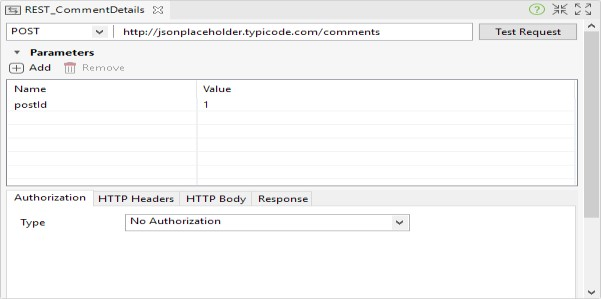 REST_CommentDetails
POST http://jsonplaceholder.typicode.com/comments Test Request
Parameters
Add Remove
Name Value
postId 1
Authorization HTTP Headers HTTP Body Response
Type No Authorization